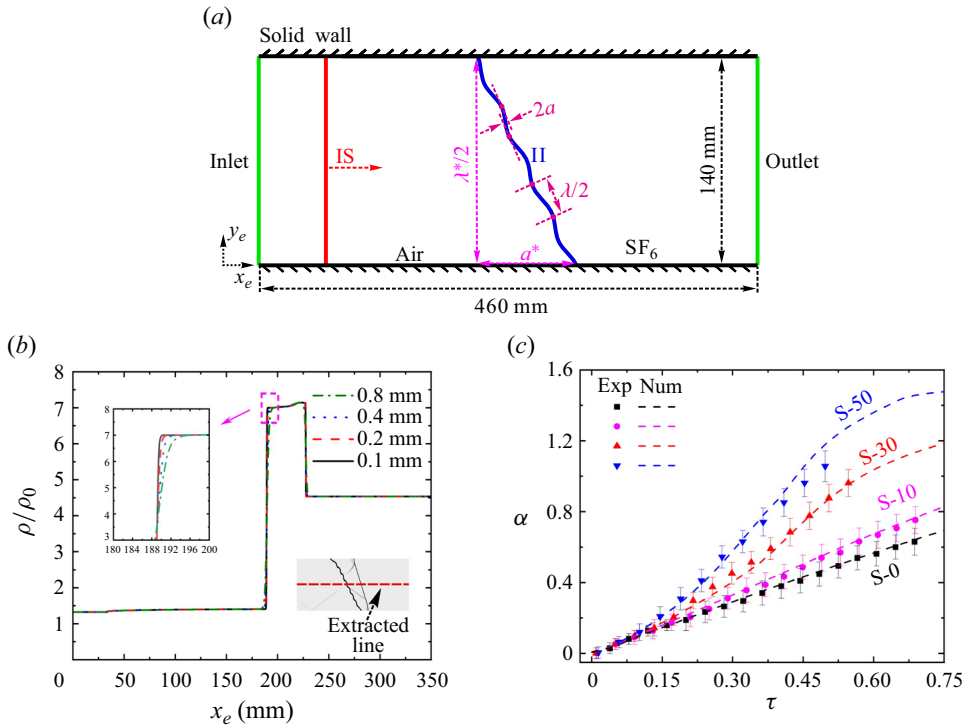 (a)
Solid wall
2a
II
IS
Inlet
λ*/2
λ/2
140 mm
Outlet
y_e
x_e
Air
a*
SF₆
460 mm
(b)
(c)
8
7
6
5
4
3
2
1
0
ρ/ρ₀
0.8 mm
0.4 mm
0.2 mm
0.1 mm
8
7
6
5
4
3
180 184 188 192 196 200
Extracted
line
0 50 100 150 200 250 300 350
x_e (mm)
1.6
1.2
0.8
0.4
0
α
Exp Num
S-50
S-30
S-10
S-0
0 0.15 0.30 0.45 0.60 0.75
τ